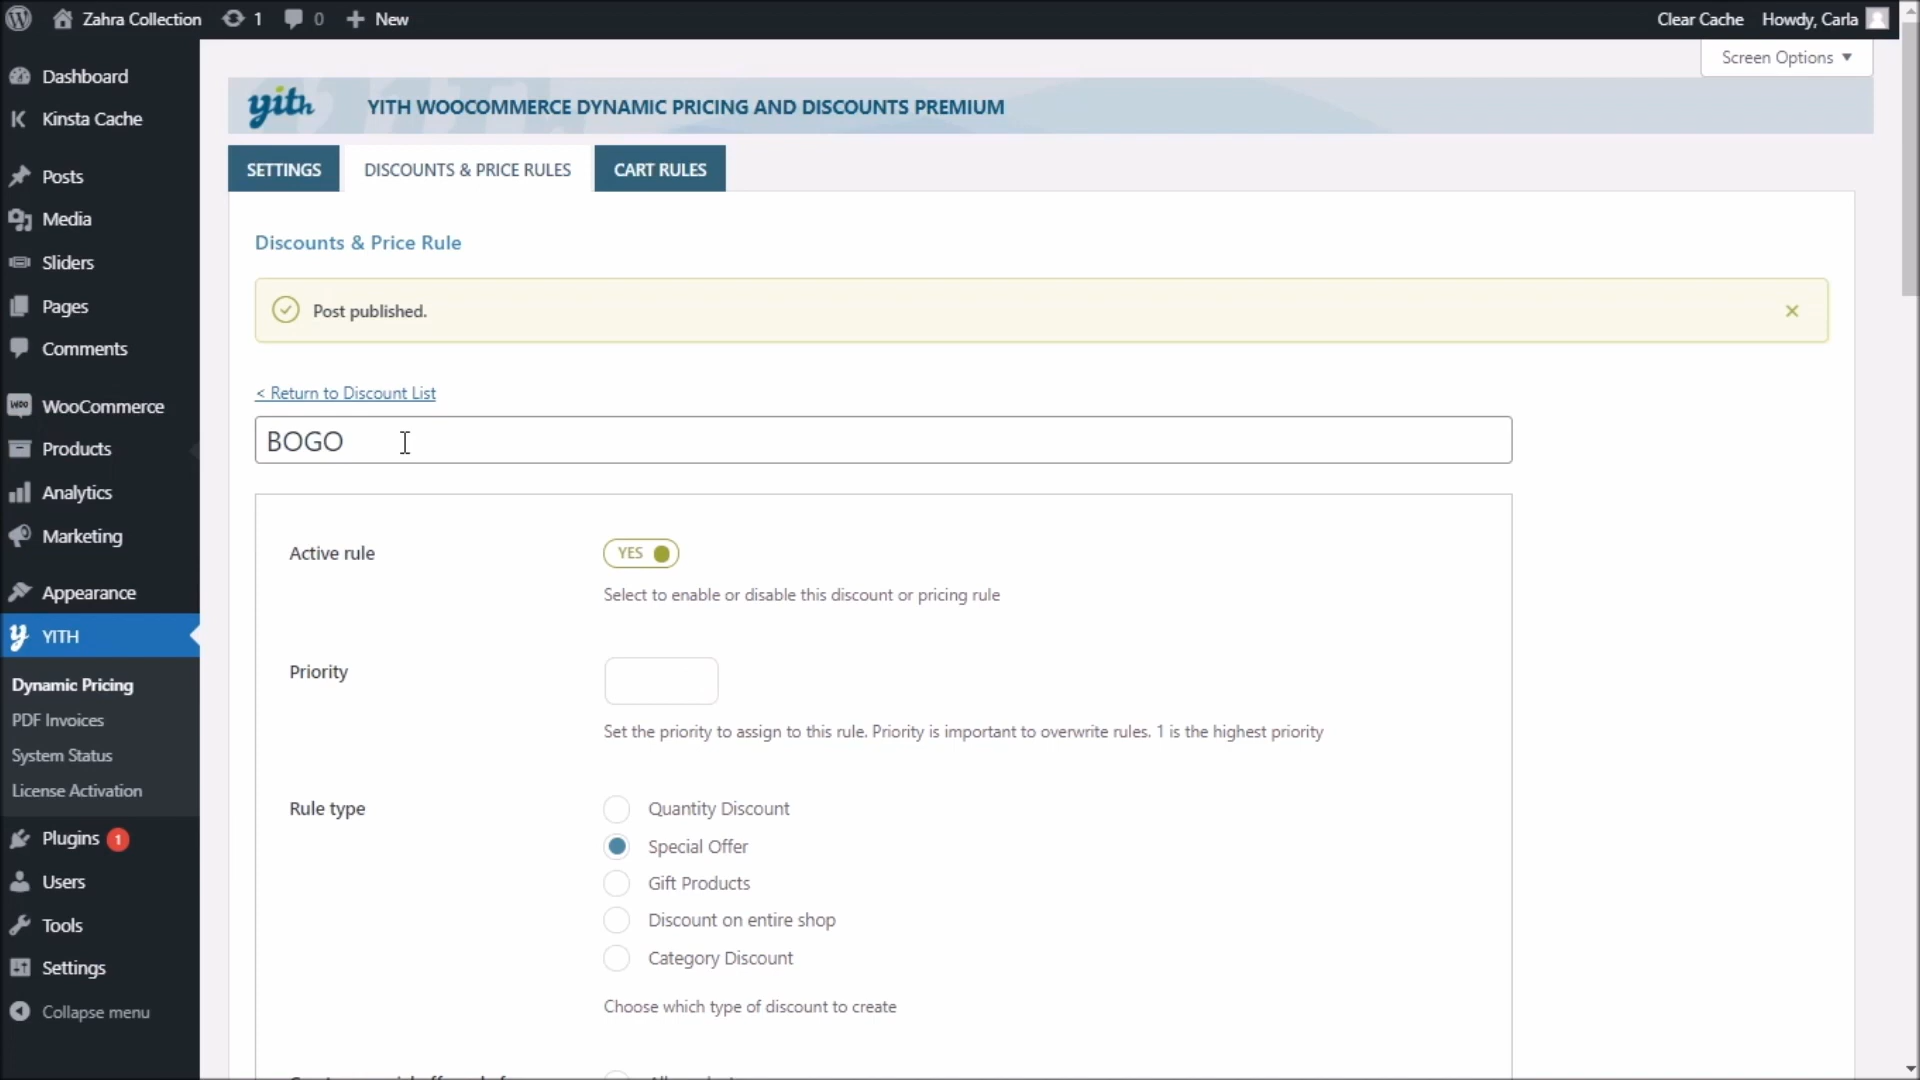 Zahra Collection
1
0
New
Clear Cache
Howdy, Carla
Screen Options
Dashboard
Kinsta Cache
Posts
Media
Sliders
Pages
Comments
WooCommerce
Products
Analytics
Marketing
Appearance
YITH
Dynamic Pricing
PDF Invoices
System Status
License Activation
Plugins 1
Users
Tools
Settings
Collapse menu
yith
YITH WOOCOMMERCE DYNAMIC PRICING AND DISCOUNTS PREMIUM
SETTINGS
DISCOUNTS & PRICE RULES
CART RULES
Discounts & Price Rule
Post published.
< Return to Discount List
BOGO
Active rule
YES
Select to enable or disable this discount or pricing rule
Priority
Set the priority to assign to this rule. Priority is important to overwrite rules. 1 is the highest priority
Rule type
Quantity Discount
Special Offer
Gift Products
Discount on entire shop
Category Discount
Choose which type of discount to create